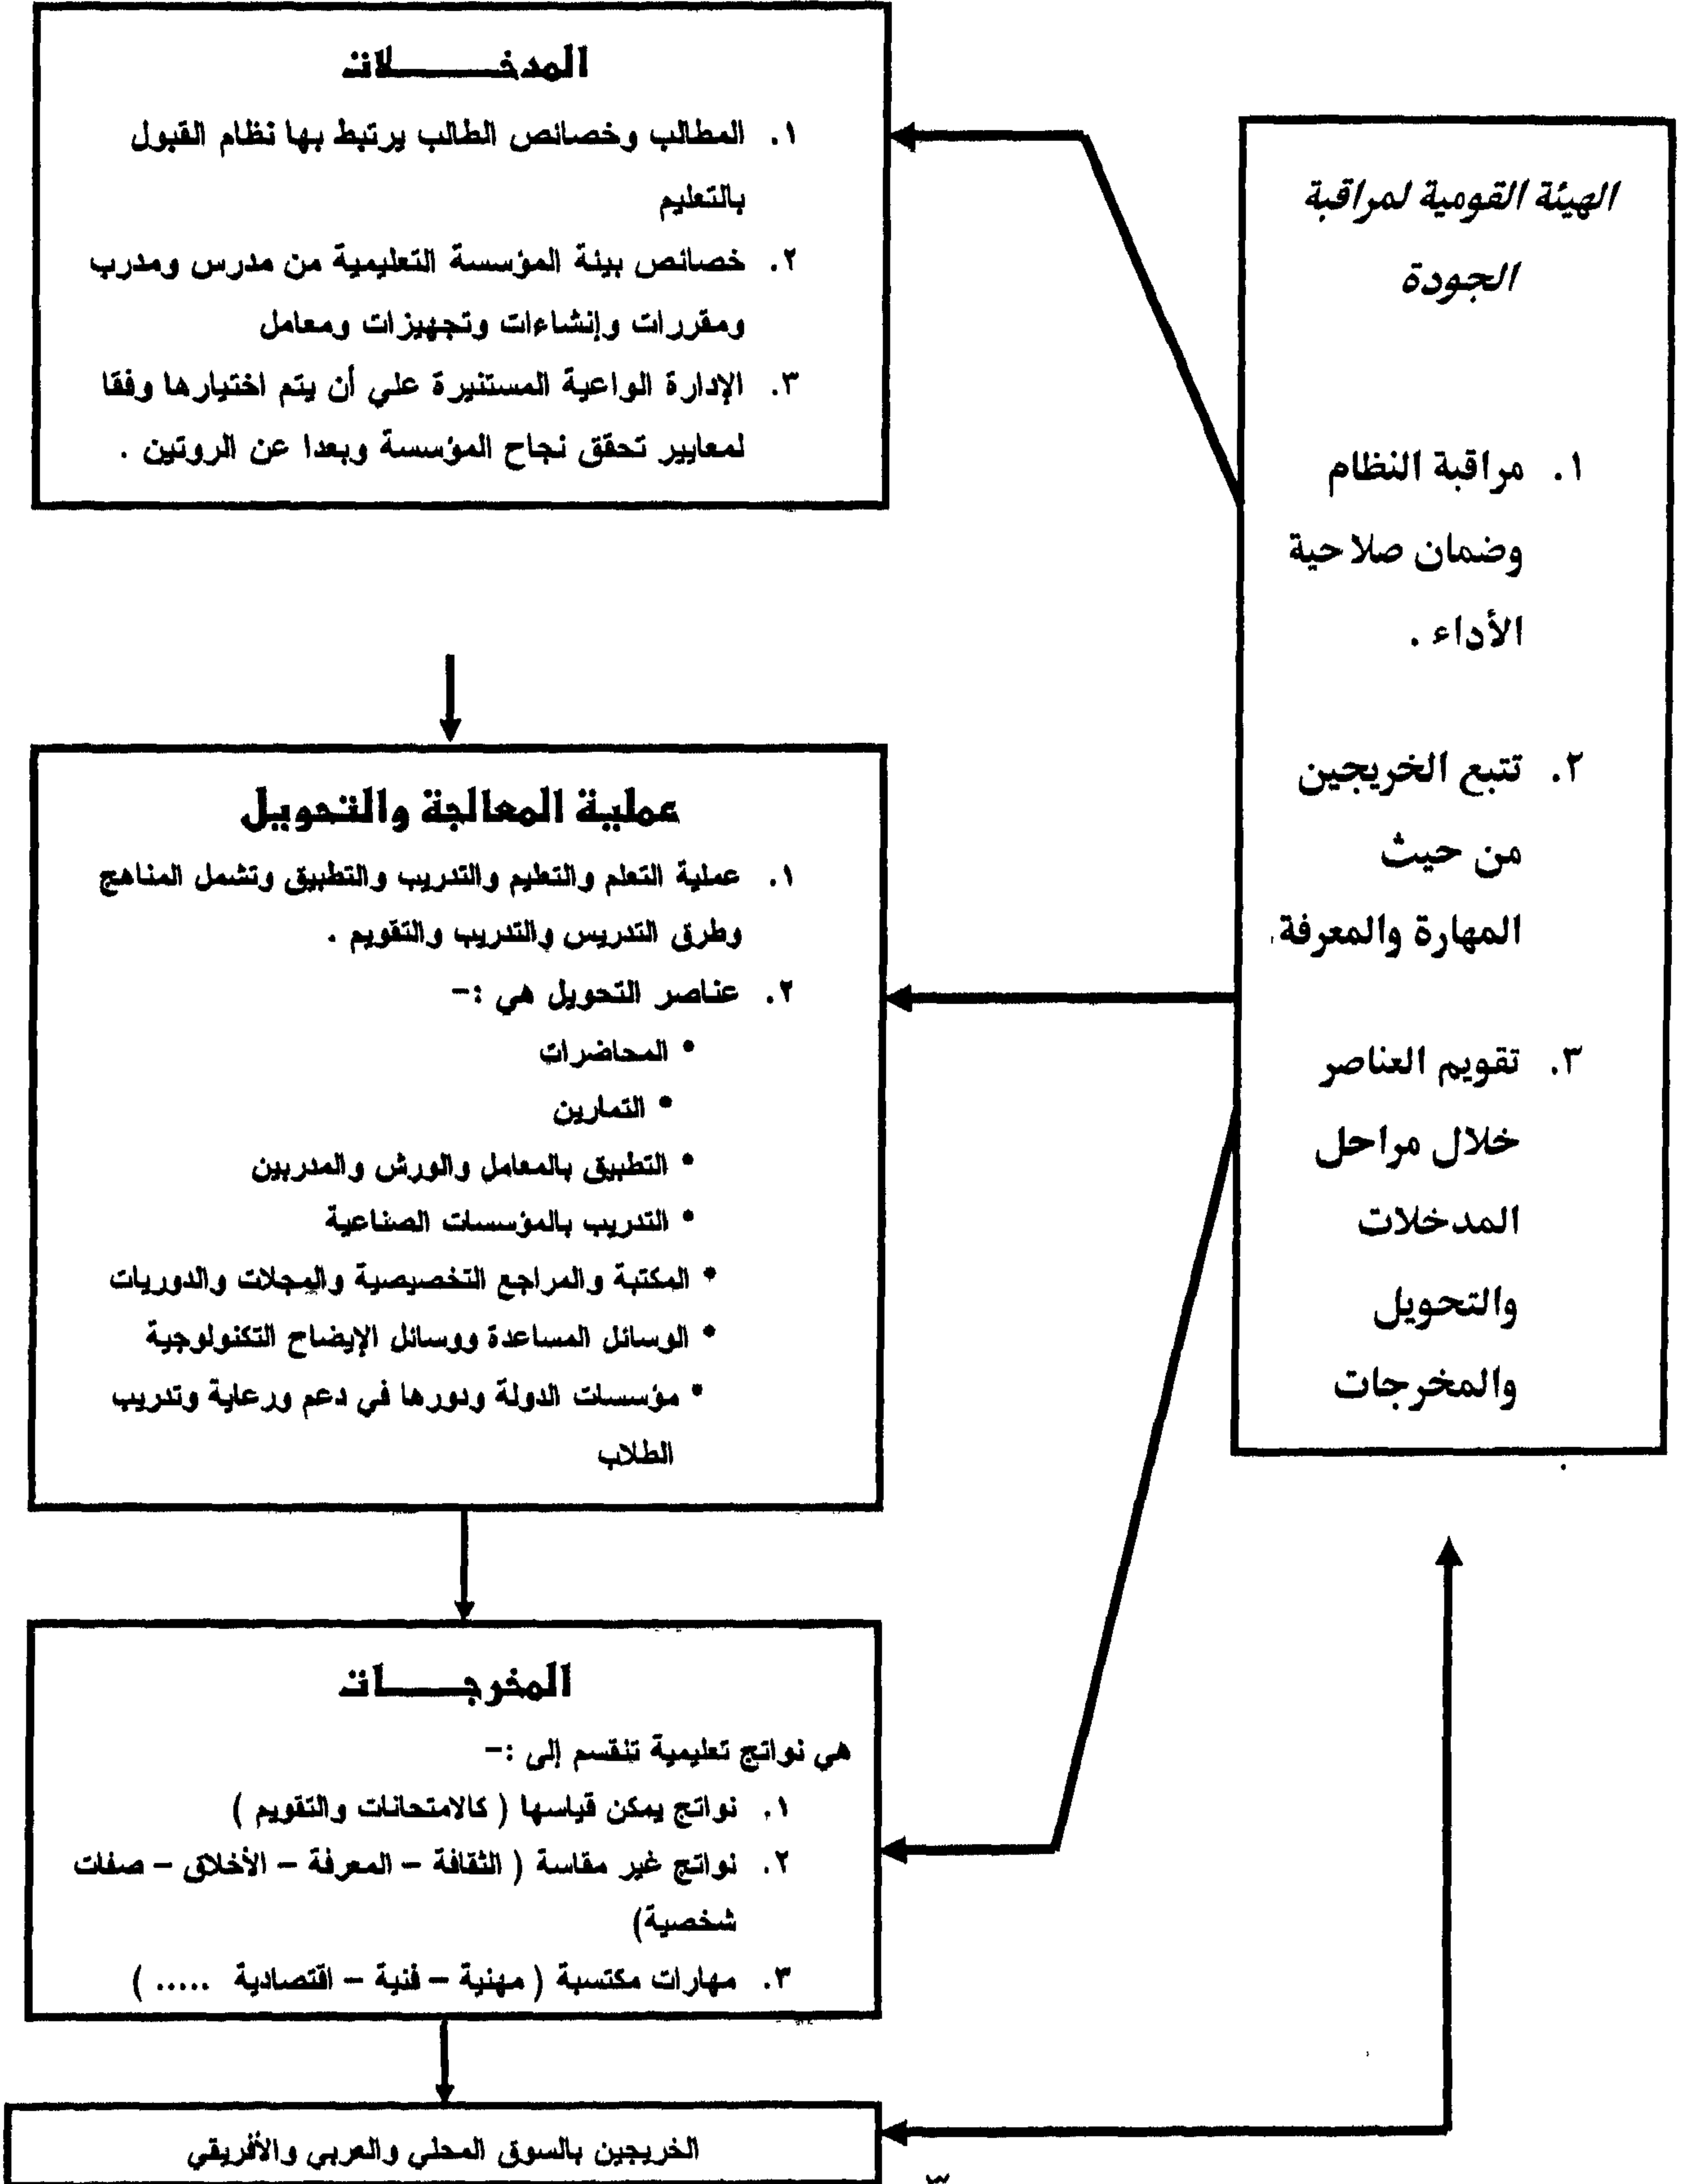 المدخلات
١. المطالب وخصائص الطالب يرتبط بها نظام القبول
بالتعليم
٢. خصائص بيئة المؤسسة التعليمية من مدرس ومدرب
ومقررات وإنشاءات وتجهيزات ومعامل
٣. الإدارة الواعية المستنيرة علي أن يتم اختيارها وفقا
لمعايير تحقق نجاح المؤسسة وبعدا عن الروتين .
الهيئة القومية لمراقبة
الجودة
١. مراقبة النظام
وضمان صلاحية
الأداء .
٢. تتبع الخريجين
من حيث
المهارة والمعرفة.
٣. تقويم العناصر
خلال مراحل
المدخلات
والتحويل
والمخرجات
عملية المعالجة والتحويل
١. عملية التعلم والتعليم والتدريب والتطبيق وتشمل المناهج
وطرق التدريس والتدريب والتقويم .
٢. عناصر التحويل هي :-
• المحاضرات
• التمارين
• التطبيق بالمعامل والورش والمدربين
• التدريب بالمؤسسات الصناعية
• المكتبة والمراجع التخصيصية والمجلات والدوريات
• الوسائل المساعدة ووسائل الإيضاح التكنولوجية
• مؤسسات الدولة ودورها في دعم ورعاية وتدريب
الطلاب
المخرجات
هي نواتج تعليمية تنقسم إلى :-
١. نواتج يمكن قياسها ( كالامتحانات والتقويم )
٢. نواتج غير مقاسة ( الثقافة – المعرفة – الأخلاق – صفات
شخصية)
٣. مهارات مكتسبة ( مهنية – فنية – اقتصادية ..... )
الخريجين بالسوق المحلي والعربي والأفريقي
٣